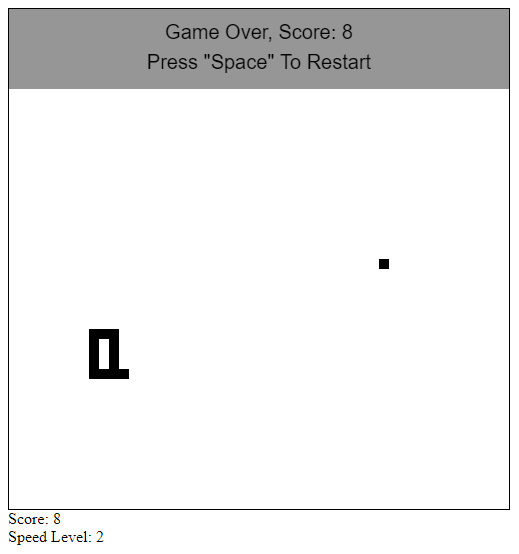 Game Over, Score: 8
Press "Space" To Restart
Score: 8
Speed Level: 2